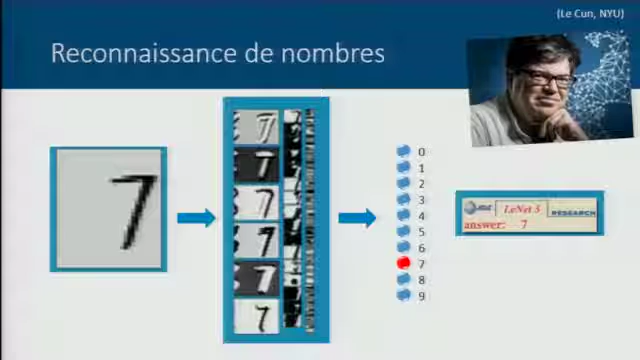 (Le Cun, NYU)
Reconnaissance de nombres
7
0
1
2
3
4
5
6
7
8
9
LeNet 5
RESEARCH
answer: 7